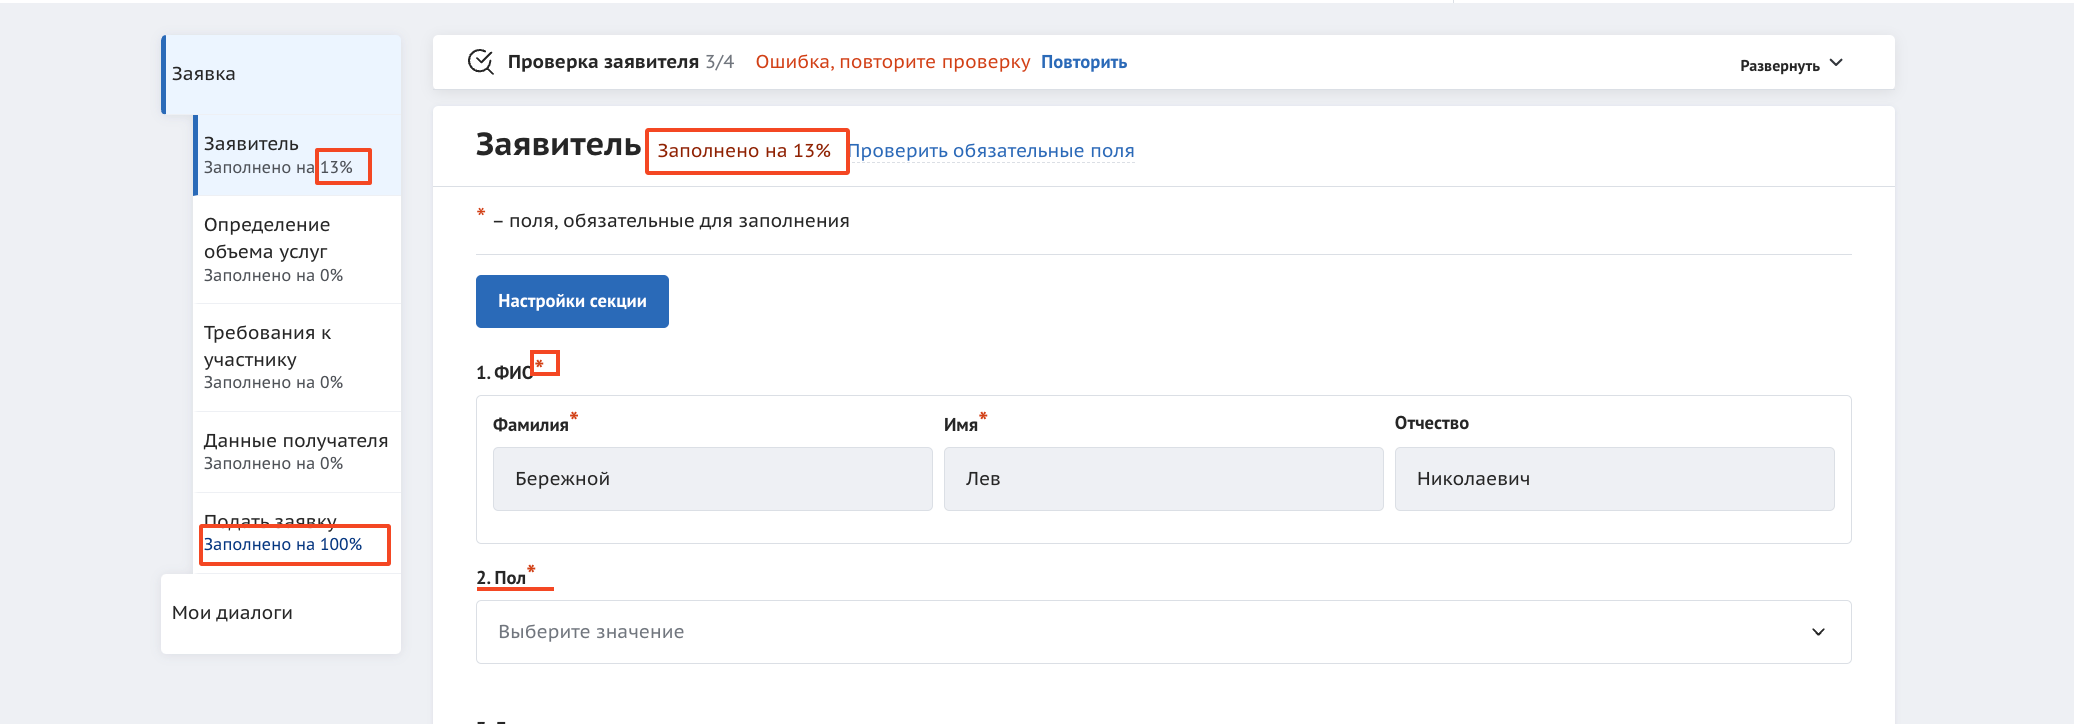 Заявка
Заявитель
Заполнено на 13%
Определение
объема услуг
Заполнено на 0%
Требования к
участнику
Заполнено на 0%
Данные получателя
Заполнено на 0%
Подать заявку
Заполнено на 100%
Мои диалоги
Проверка заявителя 3/4 Ошибка, повторите проверку Повторить
Развернуть
Заявитель Заполнено на 13% Проверить обязательные поля
* – поля, обязательные для заполнения
Настройки секции
1. ФИО*
Фамилия* Имя* Отчество
Бережной Лев Николаевич
2. Пол*
Выберите значение